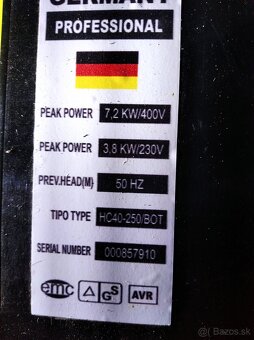 GERMANY
PROFESSIONAL
PEAK POWER 7,2 KW/400V
PEAK POWER 3,8 KW/230V
PREV.HEAD(M) 50 HZ
TIPO TYPE HC40-250/BOT
SERIAL NUMBER 000857910
emc GS AVR
Bazos.sk